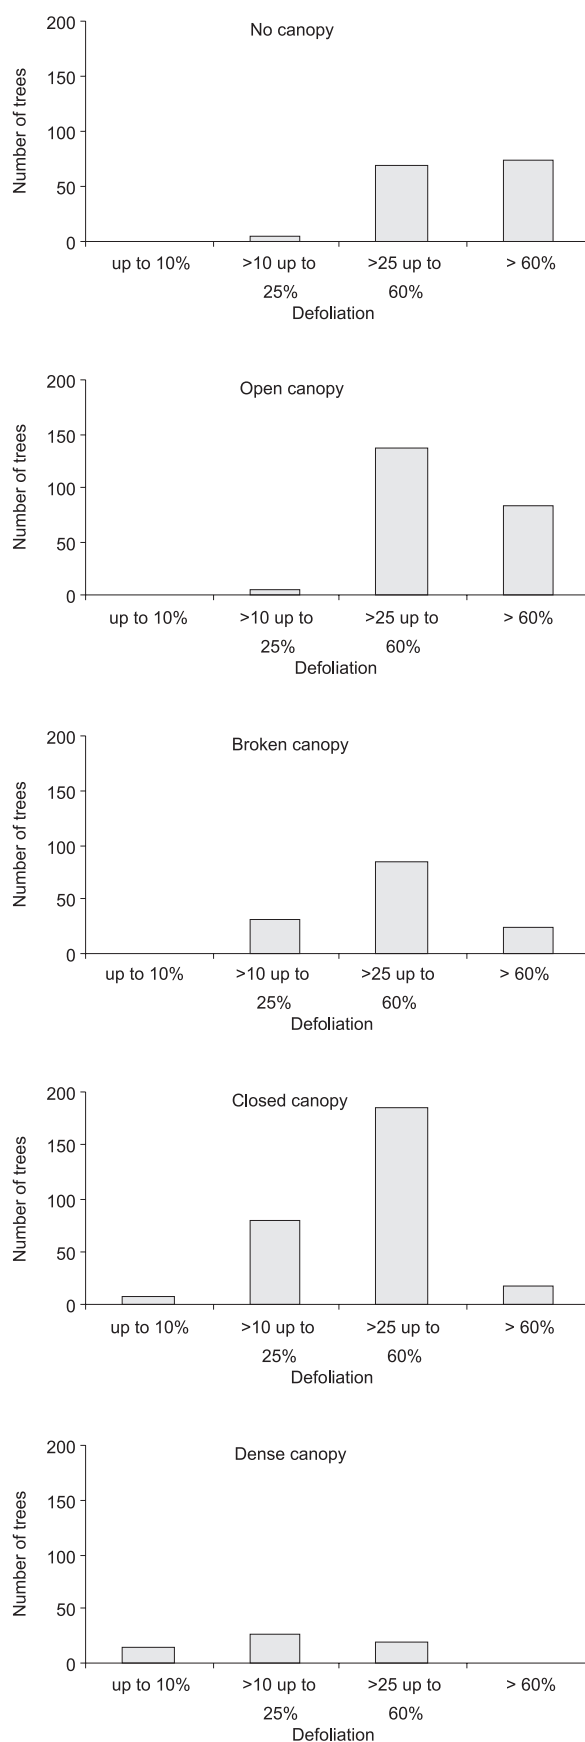 No canopy
Number of trees
200
150
100
50
0
up to 10% >10 up to 25% >25 up to 60% > 60%
Defoliation
Open canopy
Number of trees
200
150
100
50
0
up to 10% >10 up to 25% >25 up to 60% > 60%
Defoliation
Broken canopy
Number of trees
200
150
100
50
0
up to 10% >10 up to 25% >25 up to 60% > 60%
Defoliation
Closed canopy
Number of trees
200
150
100
50
0
up to 10% >10 up to 25% >25 up to 60% > 60%
Defoliation
Dense canopy
Number of trees
200
150
100
50
0
up to 10% >10 up to 25% >25 up to 60% > 60%
Defoliation